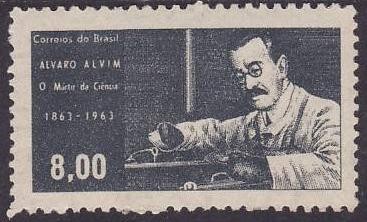 Correios do Brasil
ALVARO ALVIM
O Mártir da Ciência
1863-1963
8,00